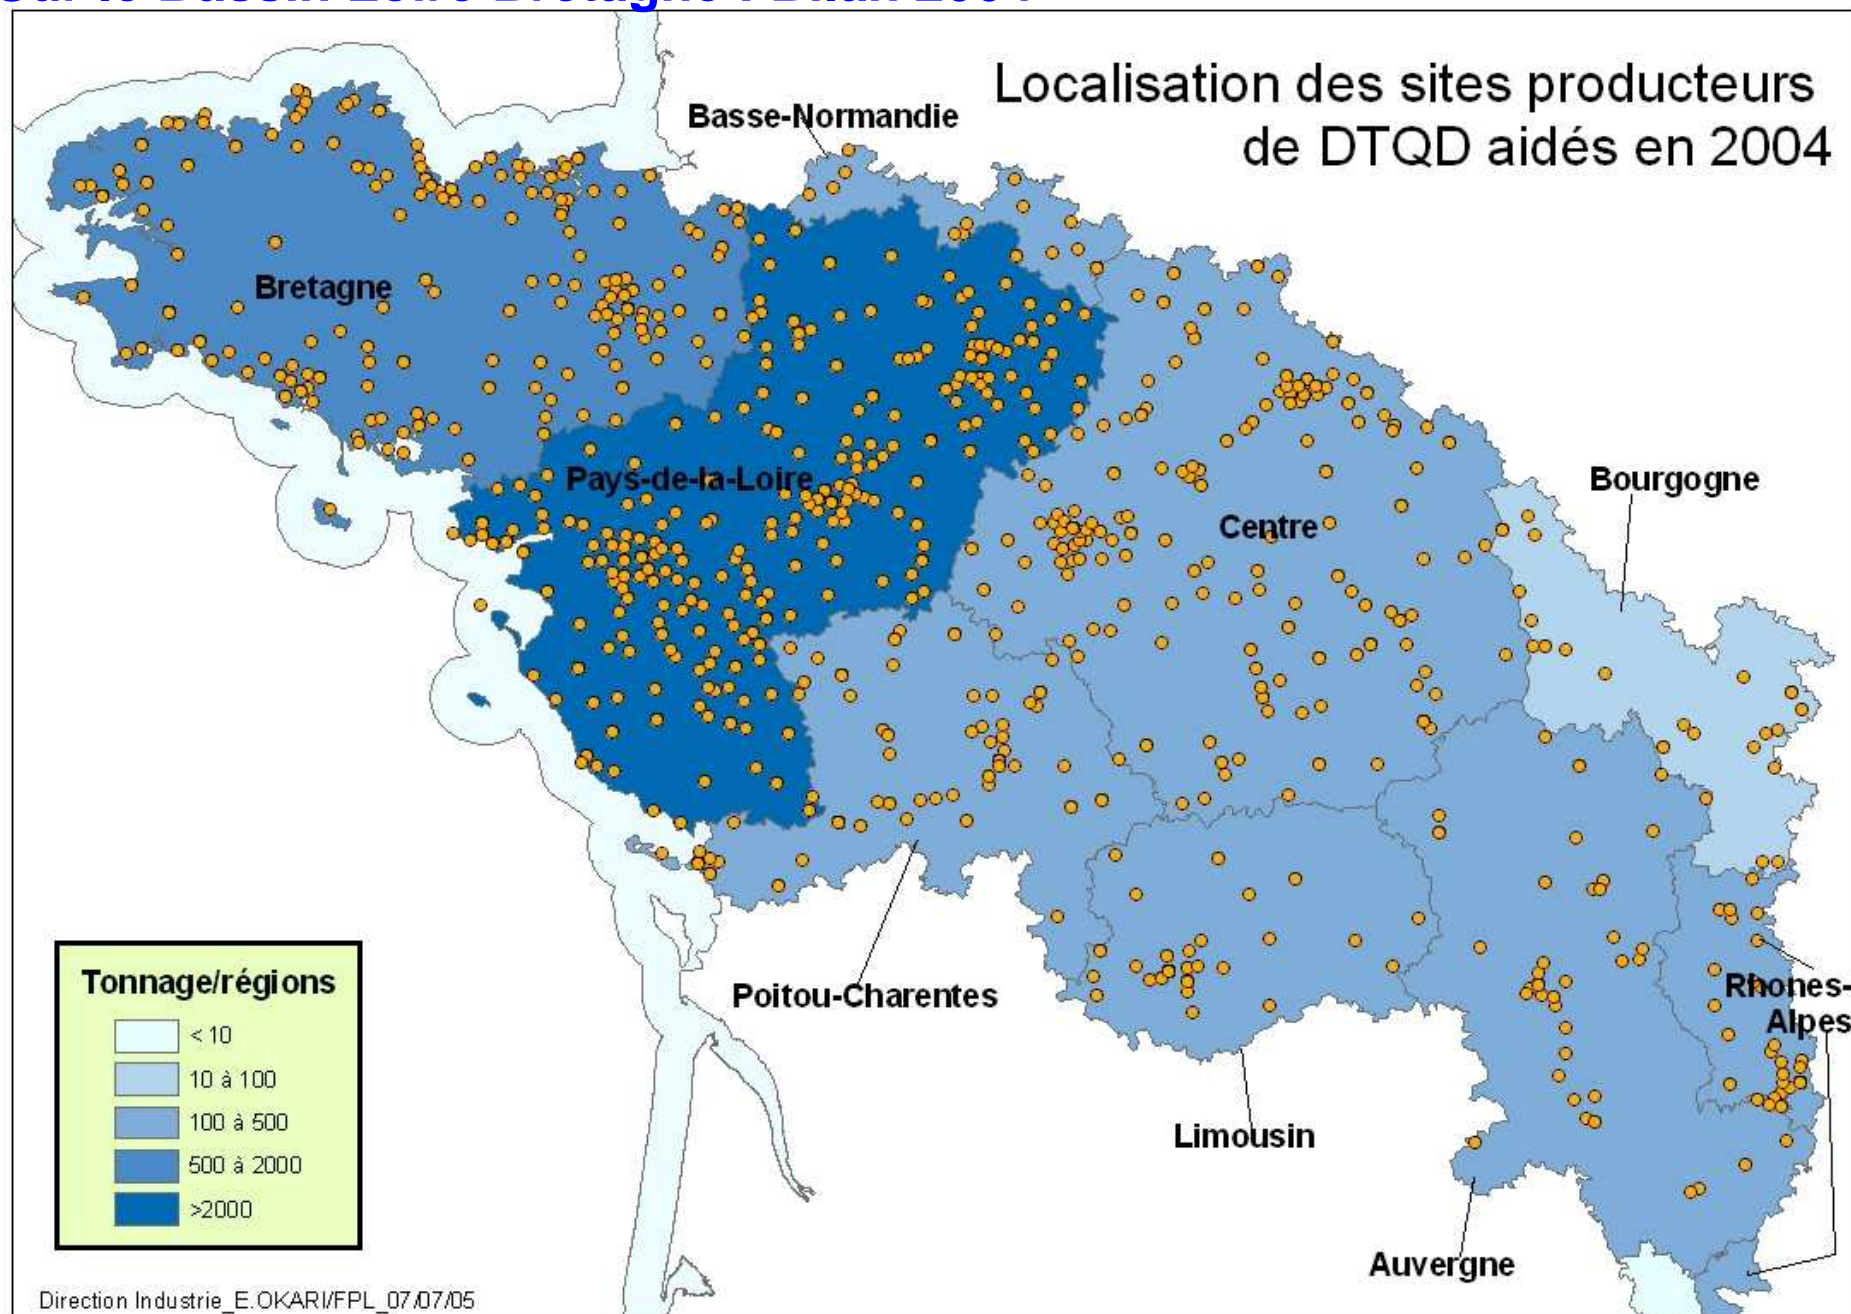 Localisation des sites producteurs
de DTQD aidés en 2004
Basse-Normandie
Bretagne
Pays-de-la-Loire
Bourgogne
Centre
Poitou-Charentes
Rhones-
Alpes
Limousin
Auvergne
Tonnage/régions
< 10
10 à 100
100 à 500
500 à 2000
>2000
Direction Industrie_E.OKARI/FPL_07/07/05